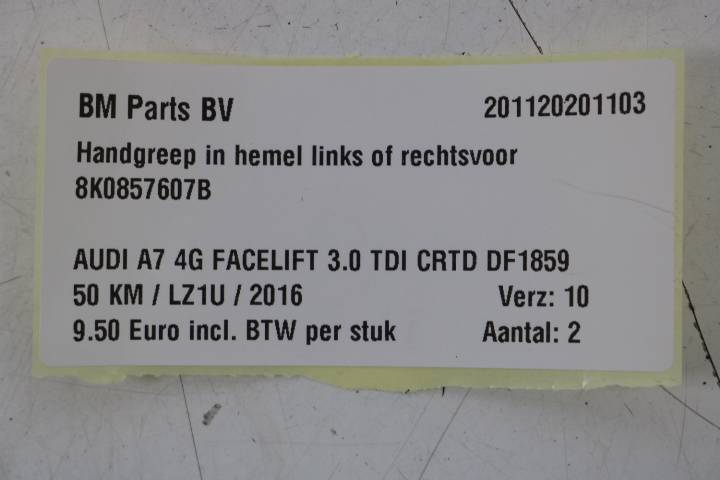 BM Parts BV 201120201103
Handgreep in hemel links of rechtsvoor
8K0857607B
AUDI A7 4G FACELIFT 3.0 TDI CRTD DF1859
50 KM / LZ1U / 2016 Verz: 10
9.50 Euro incl. BTW per stuk Aantal: 2